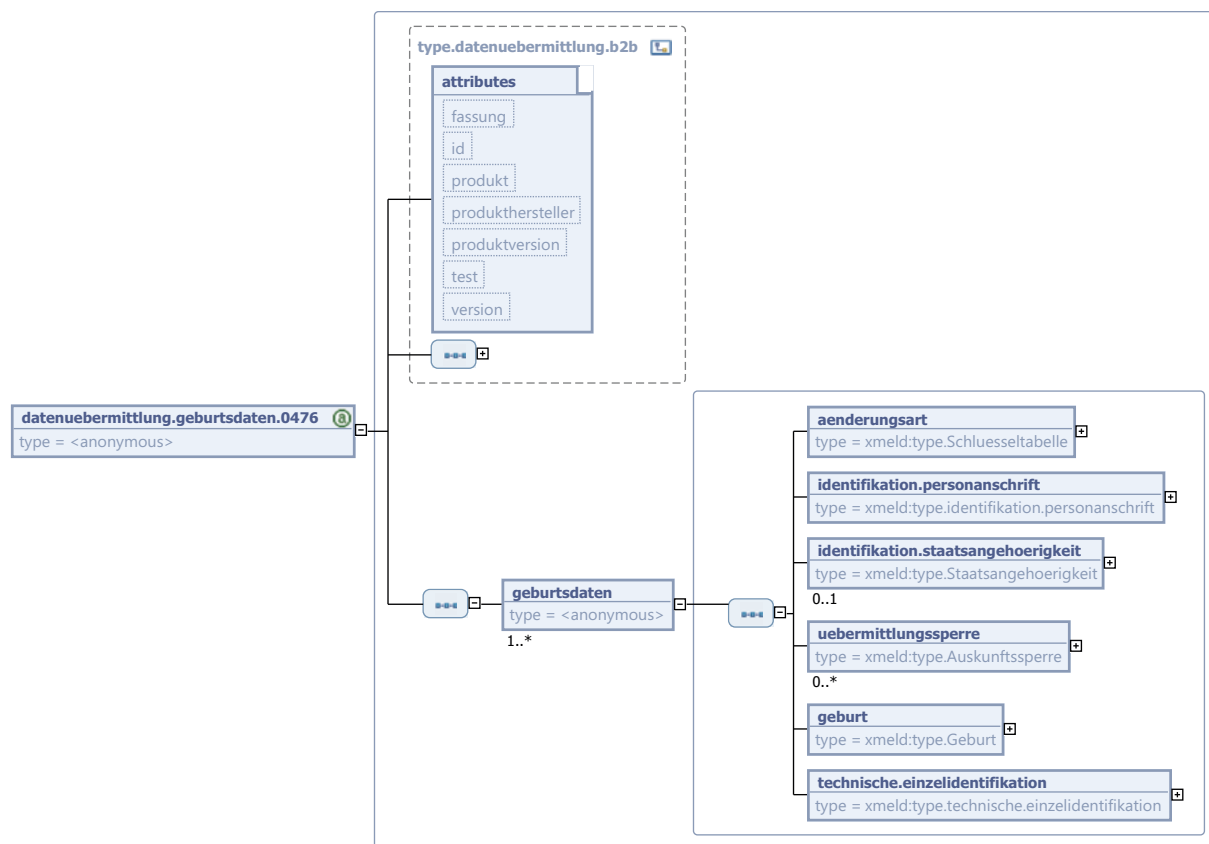 type.datenuebermittlung.b2b
attributes
fassung
id
produkt
produkthersteller
produktversion
test
version
datenuebermittlung.geburtsdaten.0476
type = <anonymous>
geburtsdaten
type = <anonymous>
1..*
aenderungsart
type = xmeld:type.Schluesseltabelle
identifikation.personanschrift
type = xmeld:type.identifikation.personanschrift
identifikation.staatsangehoerigkeit
type = xmeld:type.Staatsangehoerigkeit
0..1
uebermittlungssperre
type = xmeld:type.Auskunftssperre
0..*
geburt
type = xmeld:type.Geburt
technische.einzelidentifikation
type = xmeld:type.technische.einzelidentifikation